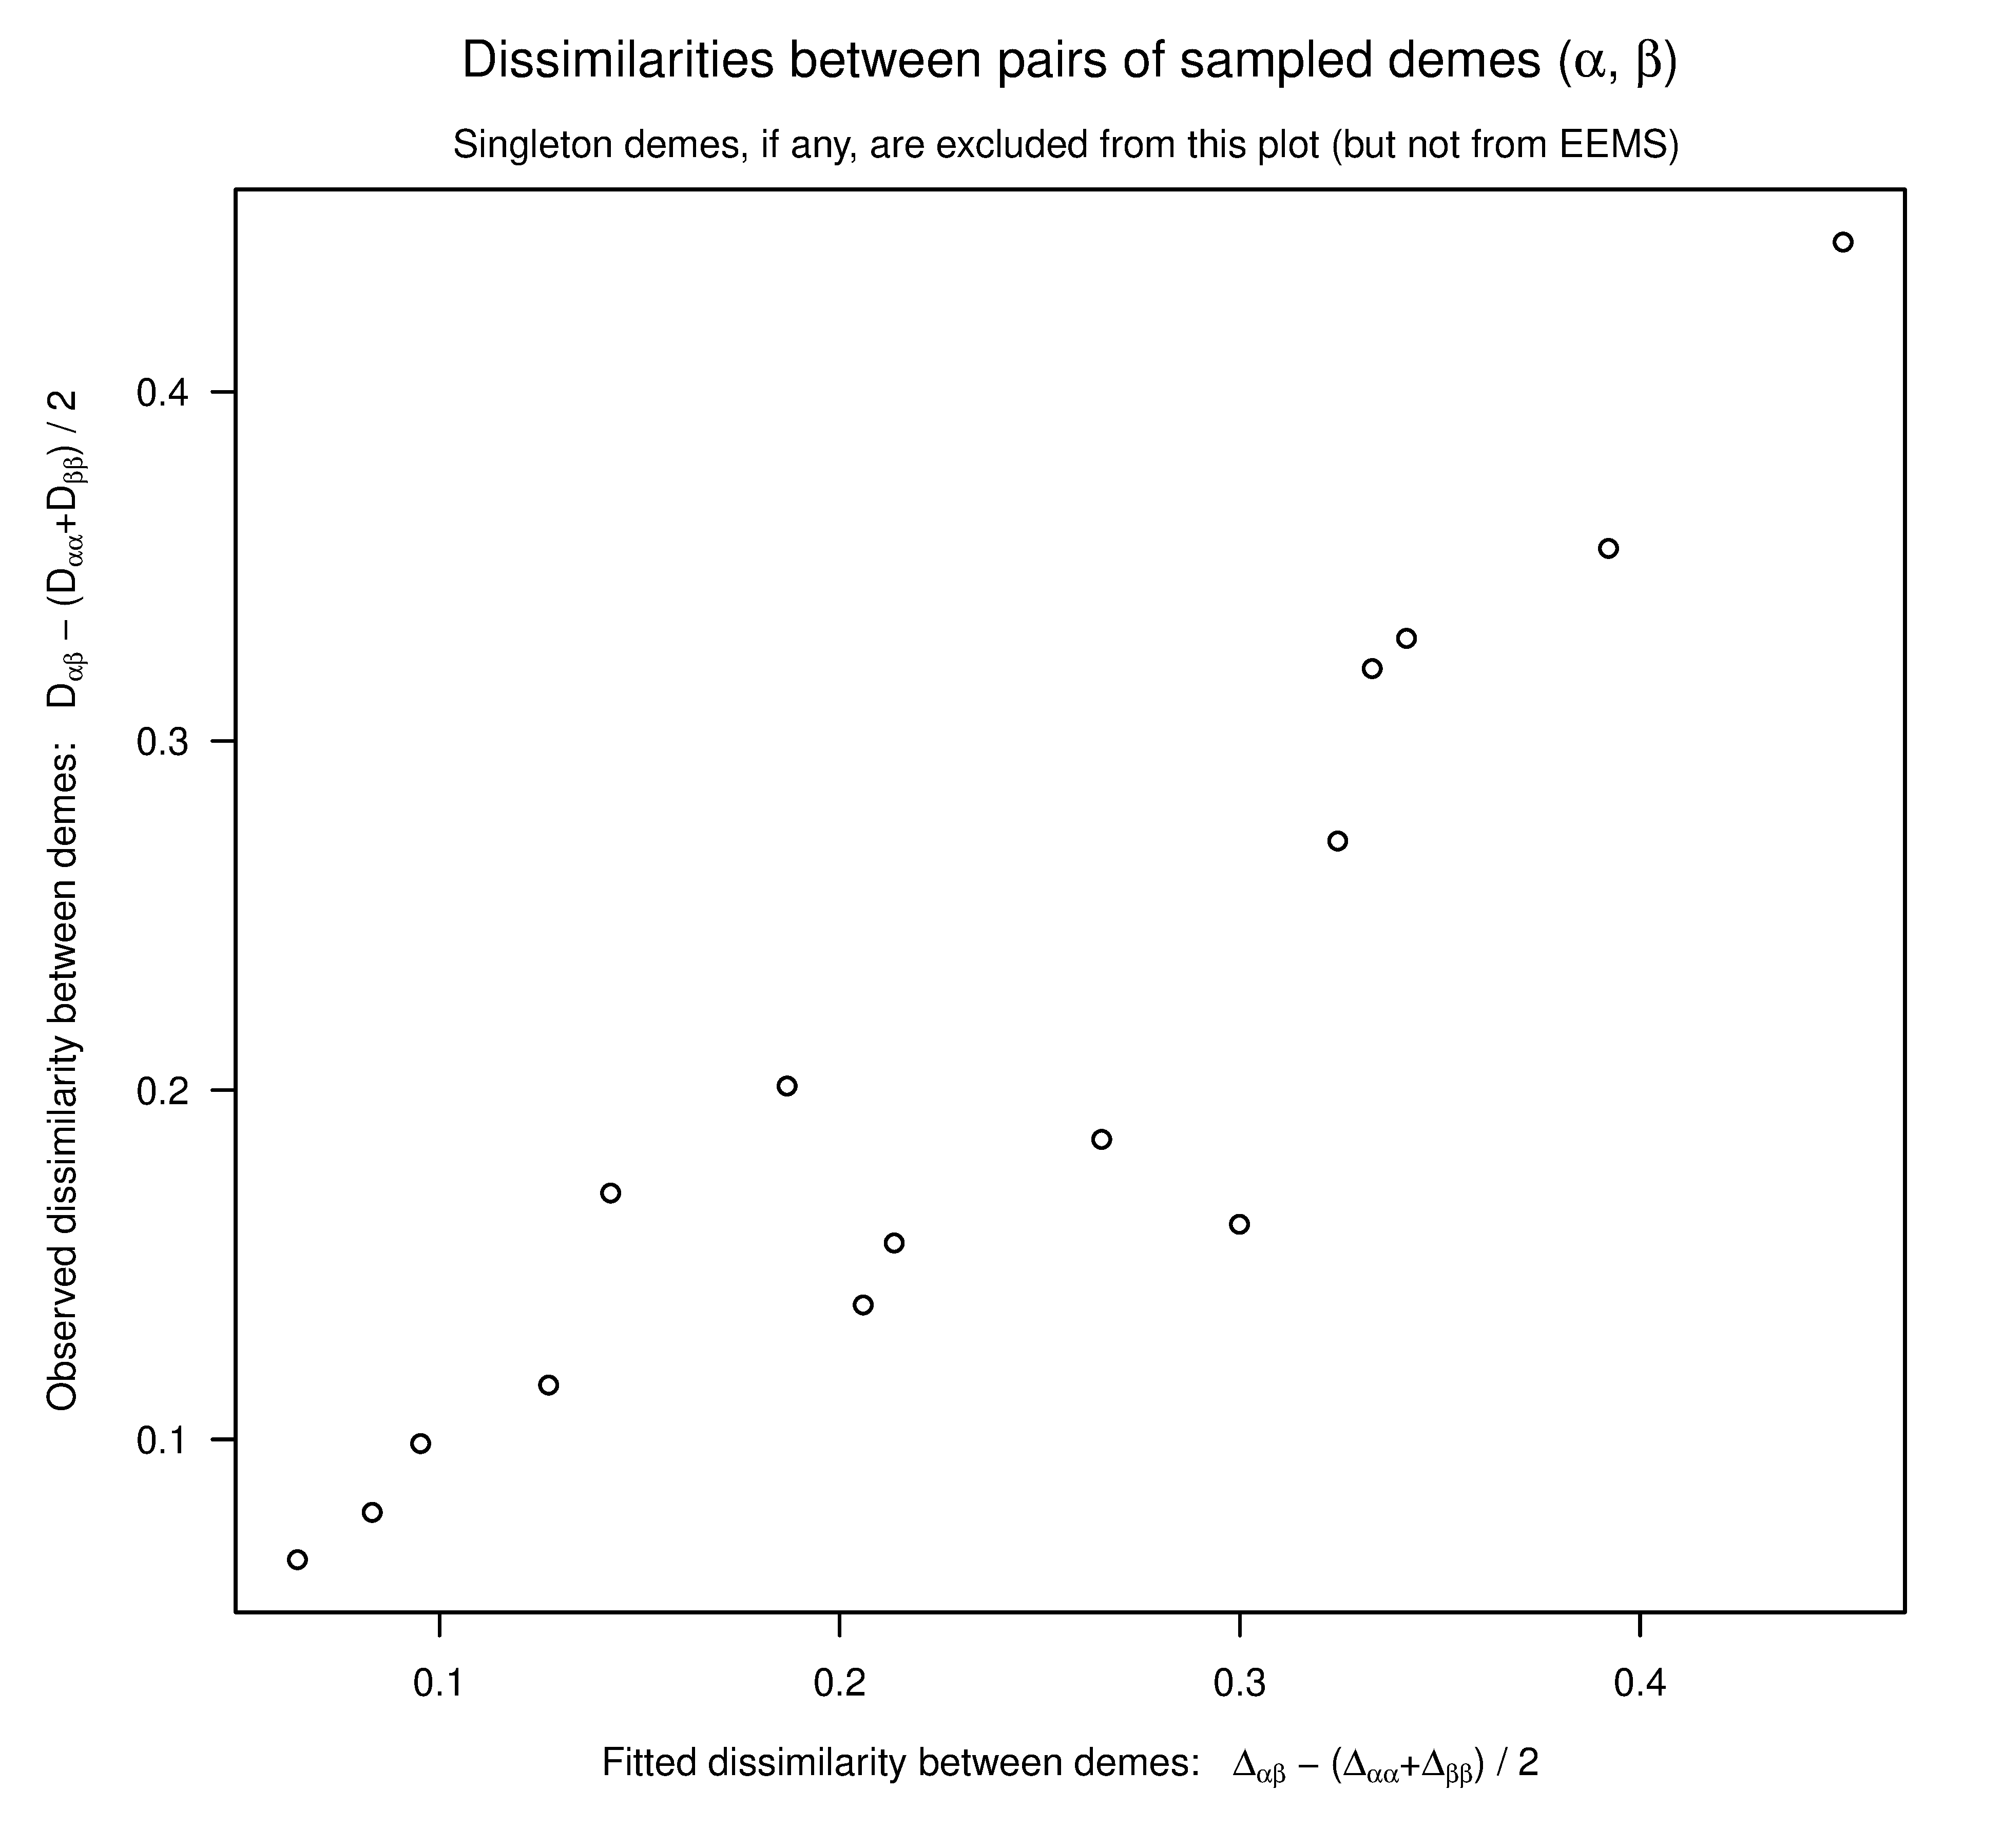 Dissimilarities between pairs of sampled demes (α, β)
Singleton demes, if any, are excluded from this plot (but not from EEMS)
Observed dissimilarity between demes: Dαβ − (Dαα+Dββ) / 2
0.4
0.3
0.2
0.1
0.1 0.2 0.3 0.4
Fitted dissimilarity between demes: Δαβ − (Δαα+Δββ) / 2